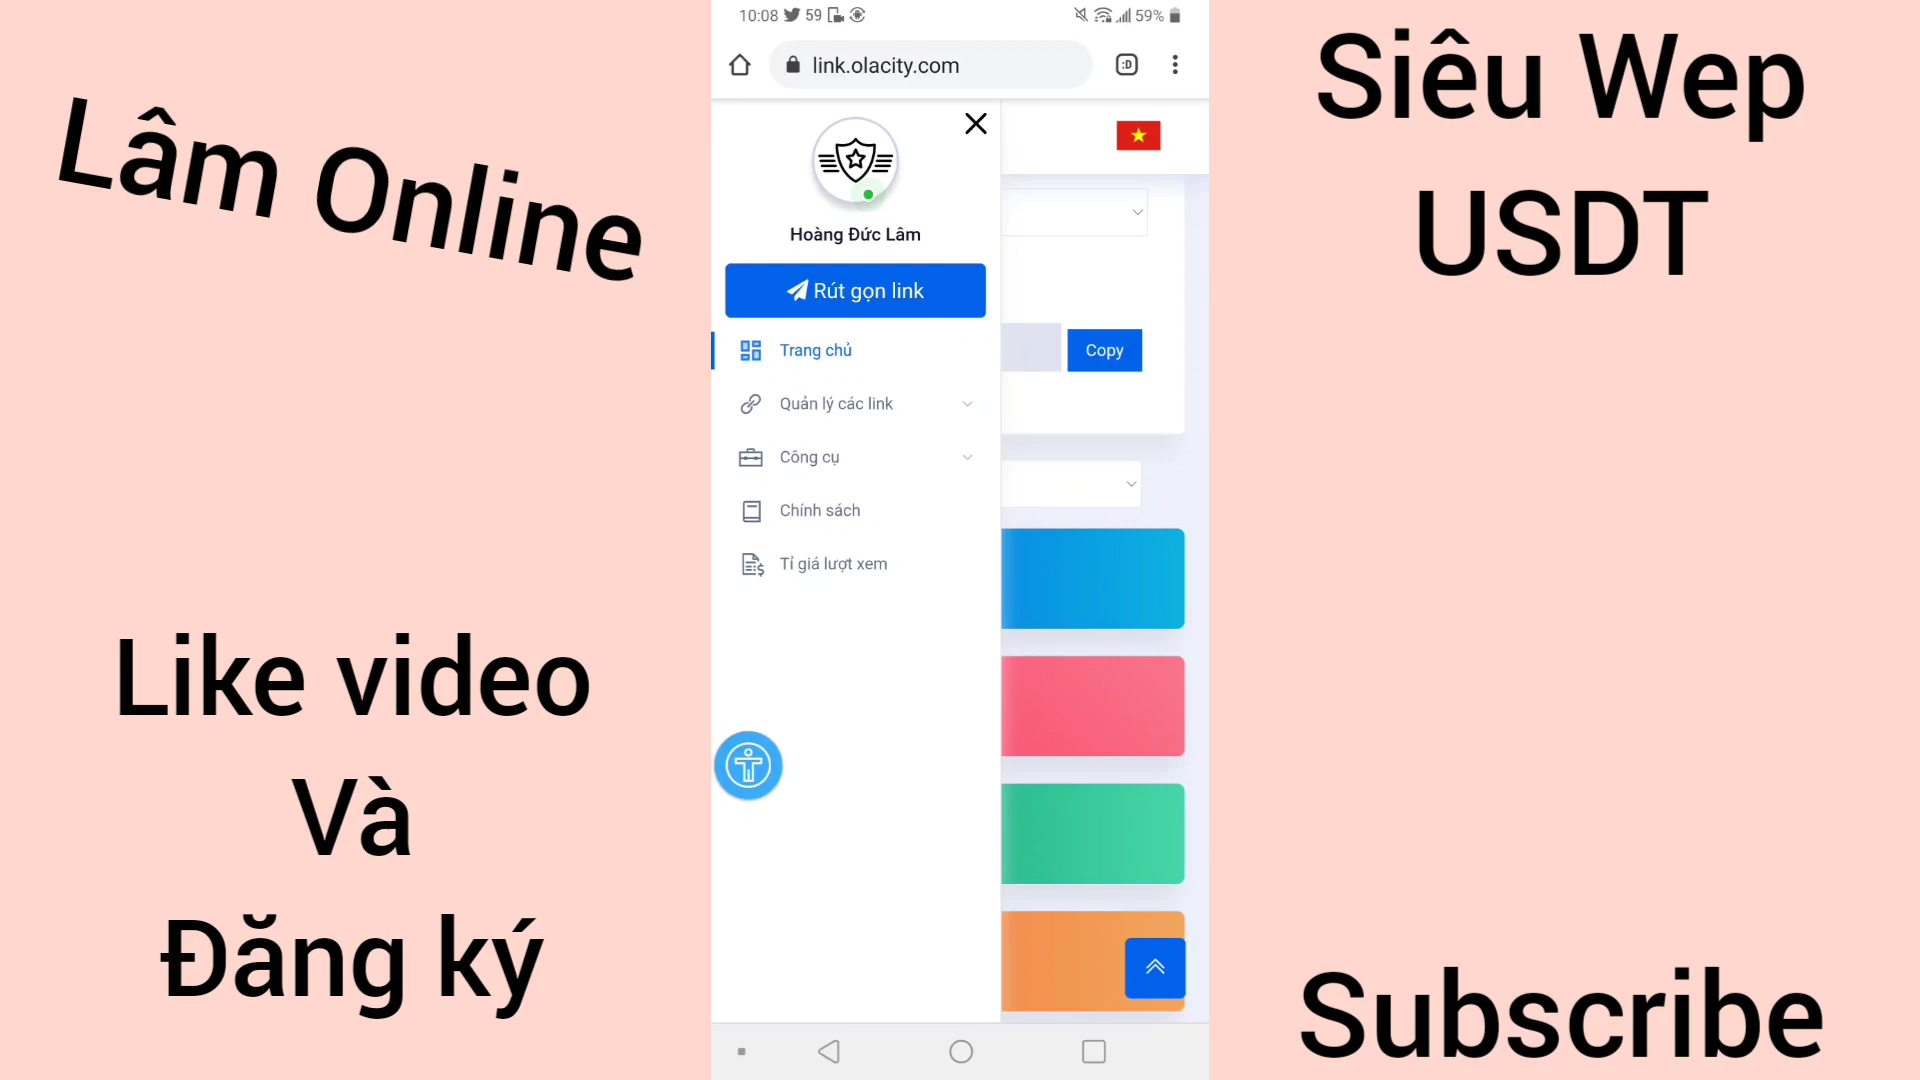 Lâm Online
Like video
Và
Đăng ký
10:08
59
59%
link.olacity.com
:D
Hoàng Đức Lâm
Rút gọn link
Trang chủ
Quản lý các link
Công cụ
Chính sách
Tỉ giá lượt xem
Copy
Siêu Wep
USDT
Subscribe